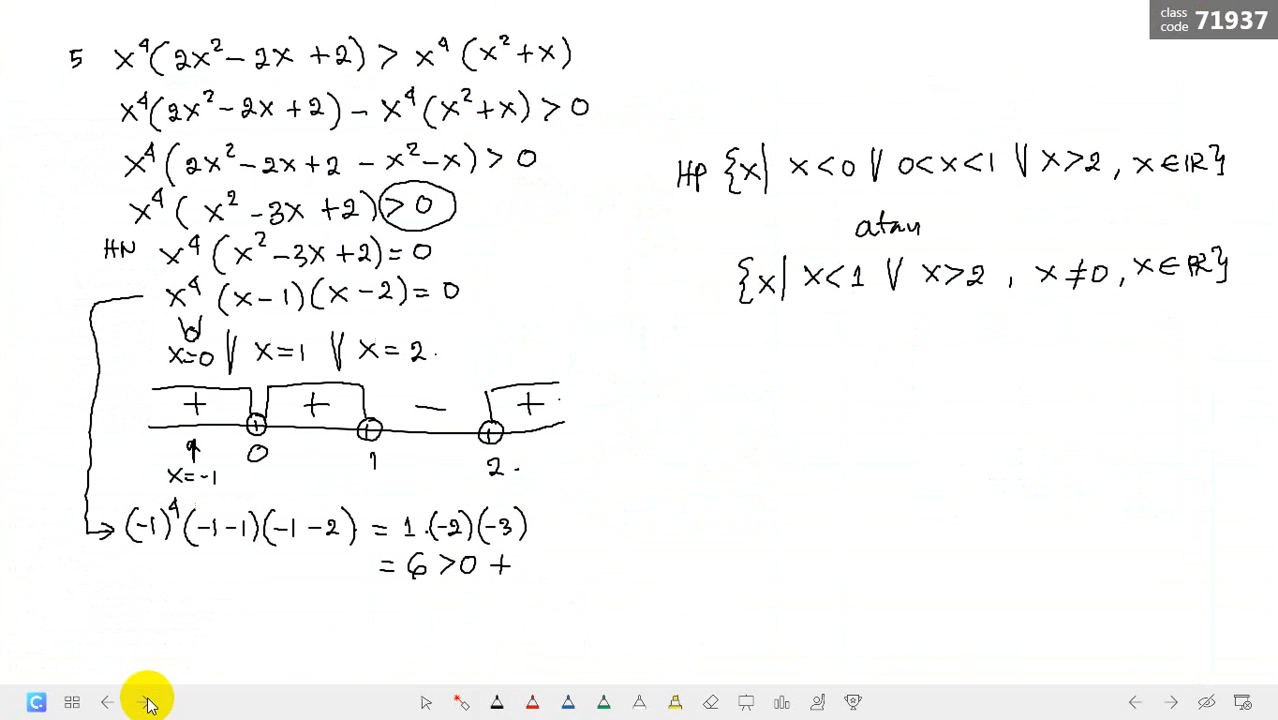 class code 71937
5 x⁴(2x² - 2x + 2) > x⁴(x² + x)
x⁴(2x² - 2x + 2) - x⁴(x² + x) > 0
x⁴(2x² - 2x + 2 - x² - x) > 0
x⁴(x² - 3x + 2) > 0
HN x⁴(x² - 3x + 2) = 0
x⁴(x - 1)(x - 2) = 0
x=0 V x=1 V x=2.
+ + - +
0 1 2.
x=-1
(-1)⁴(-1-1)(-1-2) = 1.(-2)(-3)
= 6 > 0 +
HP {x| x<0 V 0<x<1 V x>2, x∈ℝ}
atau
{x| x<1 V x>2, x≠0, x∈ℝ}